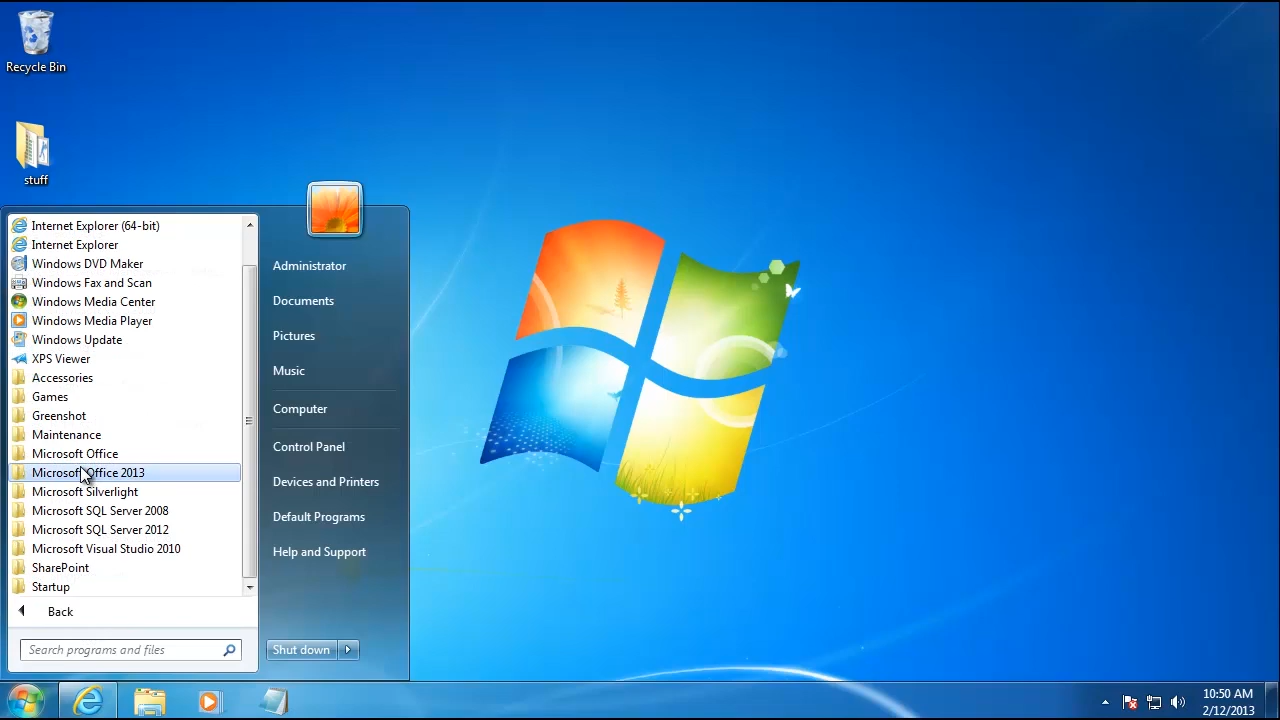 Recycle Bin
stuff
Internet Explorer (64-bit)
Internet Explorer
Windows DVD Maker
Windows Fax and Scan
Windows Media Center
Windows Media Player
Windows Update
XPS Viewer
Accessories
Games
Greenshot
Maintenance
Microsoft Office
Microsoft Office 2013
Microsoft Silverlight
Microsoft SQL Server 2008
Microsoft SQL Server 2012
Microsoft Visual Studio 2010
SharePoint
Startup
Back
Search programs and files
Administrator
Documents
Pictures
Music
Computer
Control Panel
Devices and Printers
Default Programs
Help and Support
Shut down
10:50 AM
2/12/2013